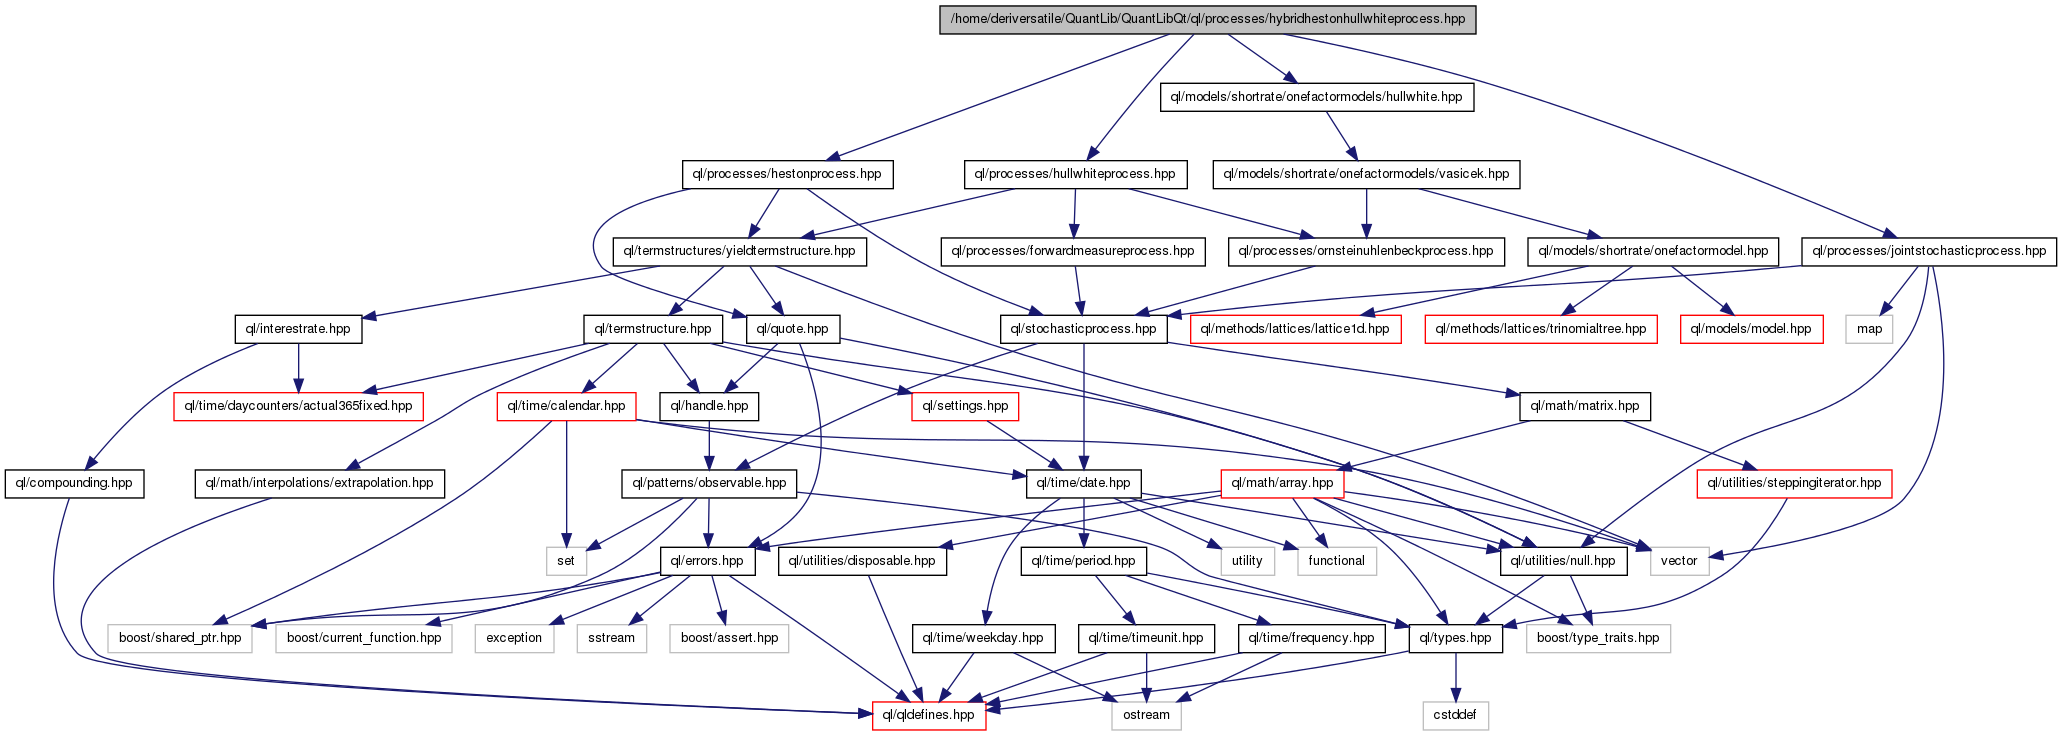 /home/deriversatile/QuantLib/QuantLibQt/ql/processes/hybridhestonhullwhiteprocess.hpp
ql/models/shortrate/onefactormodels/hullwhite.hpp
ql/processes/hestonprocess.hpp
ql/processes/hullwhiteprocess.hpp
ql/models/shortrate/onefactormodels/vasicek.hpp
ql/termstructures/yieldtermstructure.hpp
ql/processes/forwardmeasureprocess.hpp
ql/processes/ornsteinuhlenbeckprocess.hpp
ql/models/shortrate/onefactormodel.hpp
ql/processes/jointstochasticprocess.hpp
ql/interestrate.hpp
ql/termstructure.hpp
ql/quote.hpp
ql/stochasticprocess.hpp
ql/methods/lattices/lattice1d.hpp
ql/methods/lattices/trinomialtree.hpp
ql/models/model.hpp
map
ql/time/daycounters/actual365fixed.hpp
ql/time/calendar.hpp
ql/handle.hpp
ql/settings.hpp
ql/math/matrix.hpp
ql/compounding.hpp
ql/math/interpolations/extrapolation.hpp
ql/patterns/observable.hpp
ql/time/date.hpp
ql/math/array.hpp
ql/utilities/steppingiterator.hpp
set
ql/errors.hpp
ql/utilities/disposable.hpp
ql/time/period.hpp
utility
functional
ql/utilities/null.hpp
vector
boost/shared_ptr.hpp
boost/current_function.hpp
exception
sstream
boost/assert.hpp
ql/time/weekday.hpp
ql/time/timeunit.hpp
ql/time/frequency.hpp
ql/types.hpp
boost/type_traits.hpp
ql/qldefines.hpp
ostream
cstddef